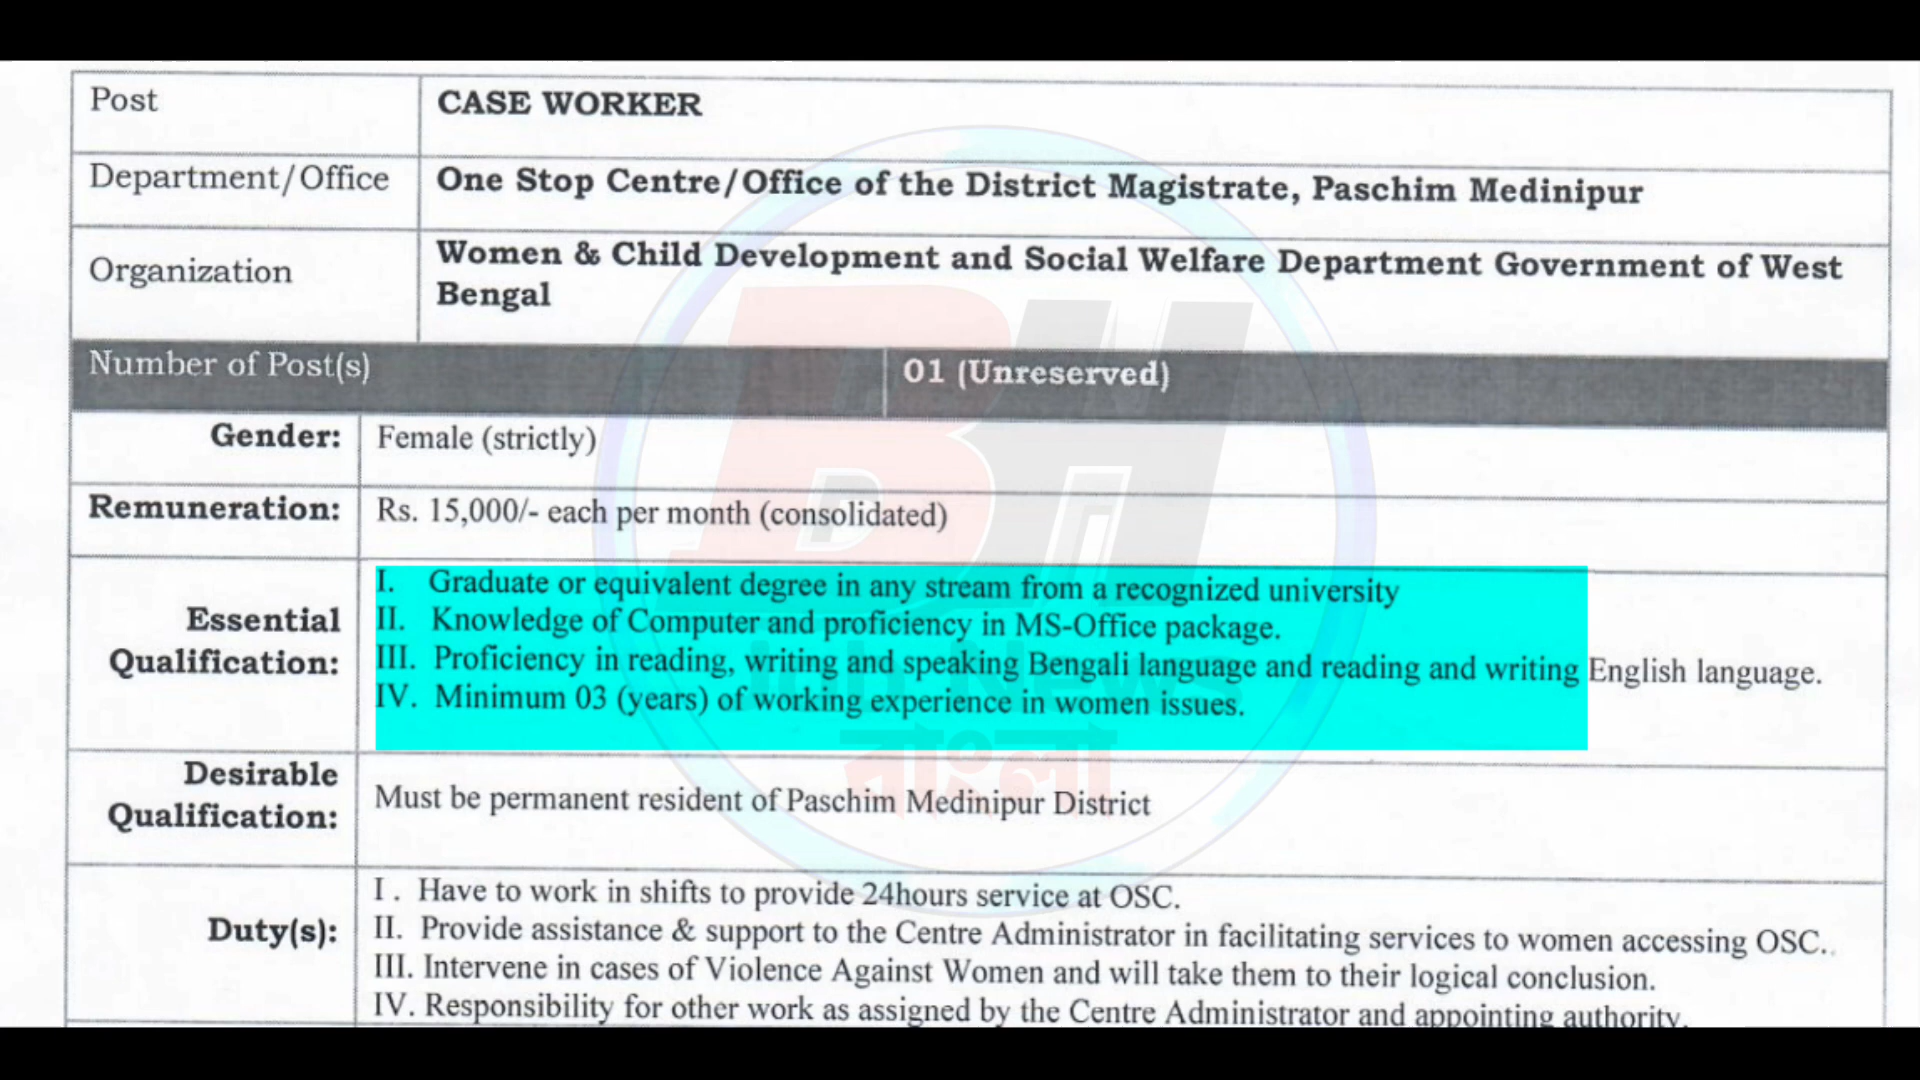 Post
CASE WORKER
Department/Office
One Stop Centre/Office of the District Magistrate, Paschim Medinipur
Organization
Women & Child Development and Social Welfare Department Government of West
Bengal
Number of Post(s)
01 (Unreserved)
Gender:
Female (strictly)
Remuneration:
Rs. 15,000/- each per month (consolidated)
Essential
Qualification:
I. Graduate or equivalent degree in any stream from a recognized university
II. Knowledge of Computer and proficiency in MS-Office package.
III. Proficiency in reading, writing and speaking Bengali language and reading and writing English language.
IV. Minimum 03 (years) of working experience in women issues.
Desirable
Qualification:
Must be permanent resident of Paschim Medinipur District
Duty(s):
I . Have to work in shifts to provide 24hours service at OSC.
II. Provide assistance & support to the Centre Administrator in facilitating services to women accessing OSC.
III. Intervene in cases of Violence Against Women and will take them to their logical conclusion.
IV. Responsibility for other work as assigned by the Centre Administrator and appointing authority.
News
বাংলা